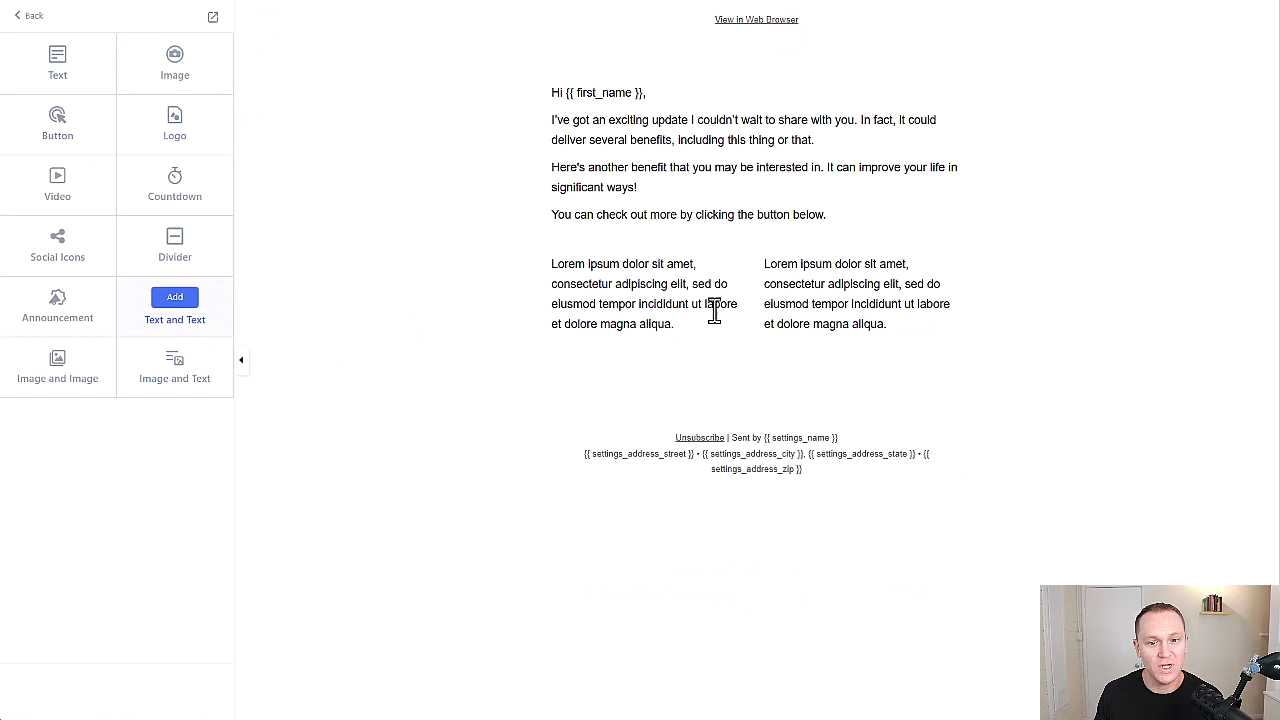 Back
Text
Image
Button
Logo
Video
Countdown
Social Icons
Divider
Announcement
Add
Text and Text
Image and Image
Image and Text
View in Web Browser
Hi {{ first_name }},
I've got an exciting update I couldn't wait to share with you. In fact, it could
deliver several benefits, including this thing or that.
Here's another benefit that you may be interested in. It can improve your life in
significant ways!
You can check out more by clicking the button below.
Lorem ipsum dolor sit amet,
consectetur adipiscing elit, sed do
eiusmod tempor incididunt ut labore
et dolore magna aliqua.
Lorem ipsum dolor sit amet,
consectetur adipiscing elit, sed do
eiusmod tempor incididunt ut labore
et dolore magna aliqua.
Unsubscribe | Sent by {{ settings_name }}
{{ settings_address_street }} • {{ settings_address_city }}, {{ settings_address_state }} • {{
settings_address_zip }}